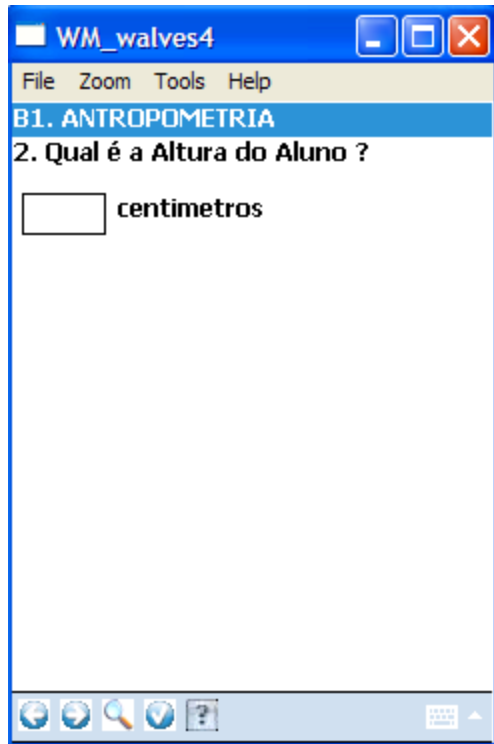 WM_walves4
File Zoom Tools Help
B1. ANTROPOMETRIA
2. Qual é a Altura do Aluno ?
centimetros